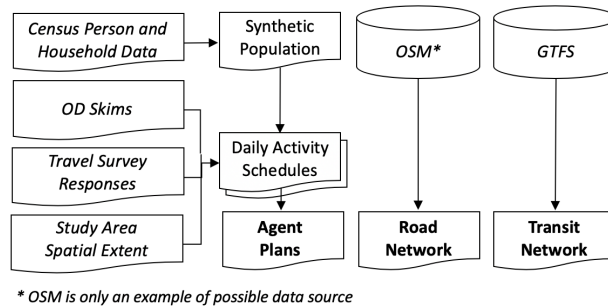 Census Person and
Household Data
Synthetic
Population
OSM*
GTFS
OD Skims
Travel Survey
Responses
Daily Activity
Schedules
Study Area
Spatial Extent
Agent
Plans
Road
Network
Transit
Network
* OSM is only an example of possible data source